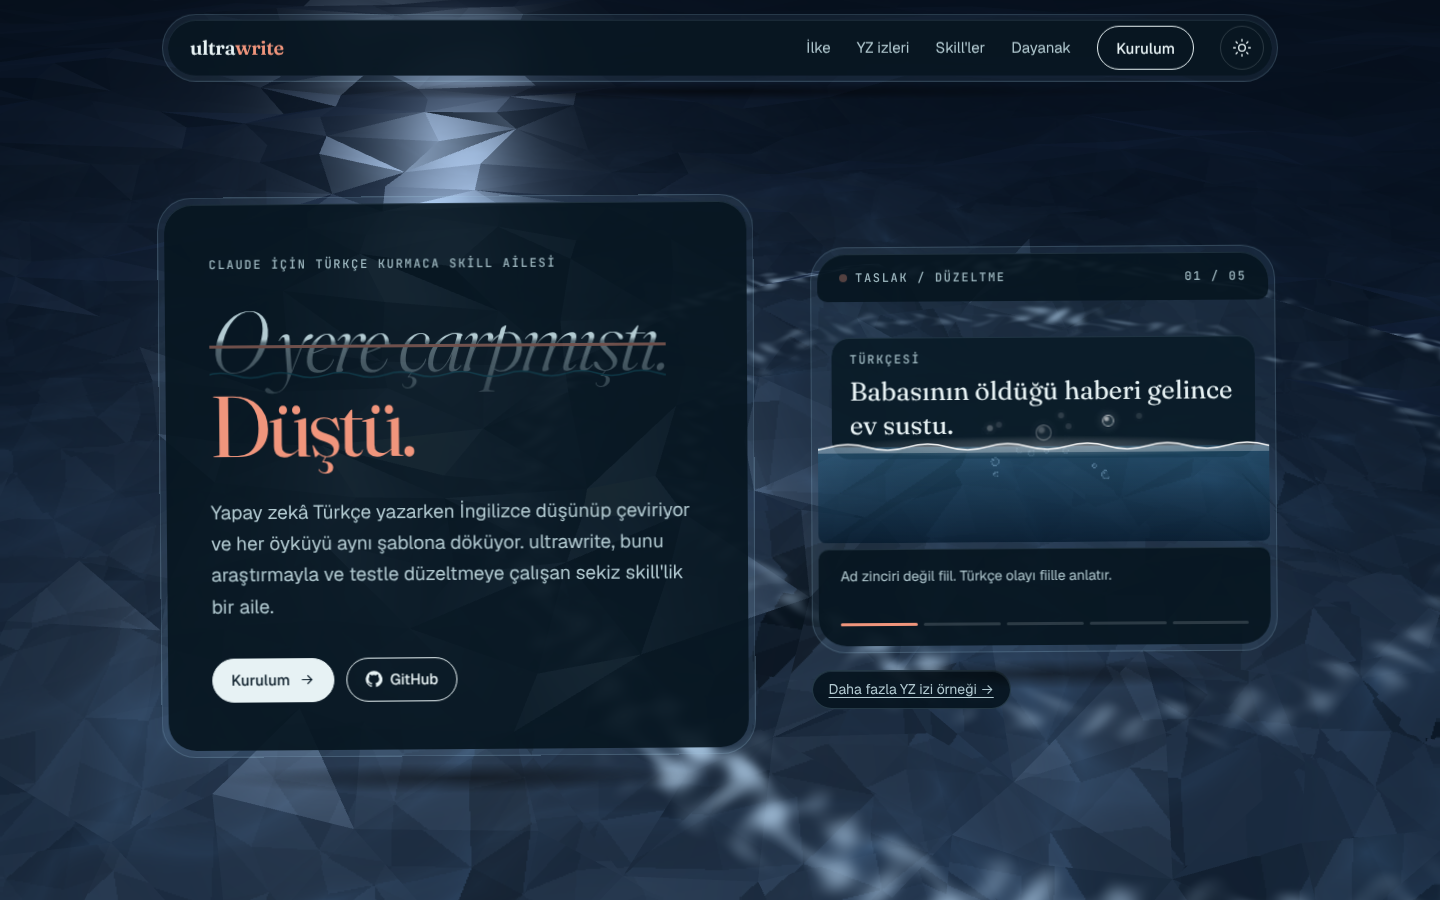 ultrawrite
İlke
YZ izleri
Skill'ler
Dayanak
Kurulum
CLAUDE İÇİN TÜRKÇE KURMACA SKİLL AİLESİ
O yere çarpmıştı.
Düştü.
Yapay zekâ Türkçe yazarken İngilizce düşünüp çeviriyor
ve her öyküyü aynı şablona döküyor. ultrawrite, bunu
araştırmayla ve testle düzeltmeye çalışan sekiz skill'lik
bir aile.
Kurulum →
GitHub
TASLAK / DÜZELTME
01 / 05
TÜRKÇESİ
Babasının öldüğü haberi gelince
ev sustu.
Ad zinciri değil fiil. Türkçe olayı fiille anlatır.
Daha fazla YZ izi örneği →